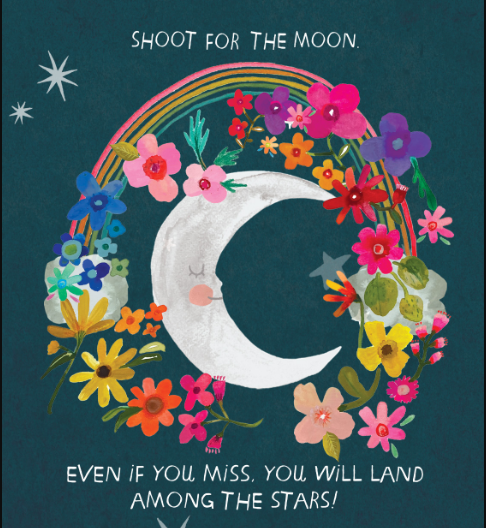 SHOOT FOR THE MOON.
EVEN iF YOU MiSS, YOU WiLL LAND
AMONG THE STARS!